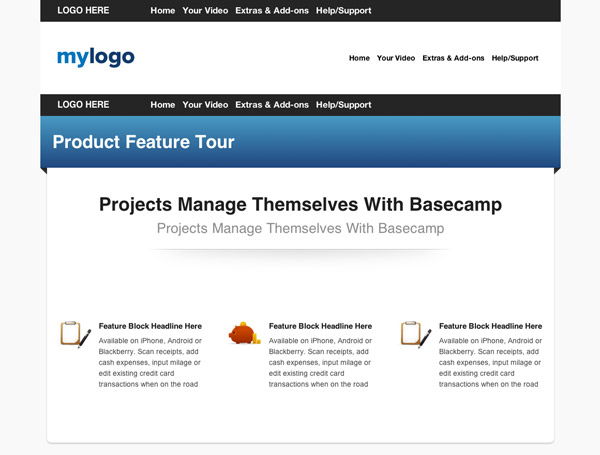 LOGO HERE Home Your Video Extras & Add-ons Help/Support
mylogo Home Your Video Extras & Add-ons Help/Support
LOGO HERE Home Your Video Extras & Add-ons Help/Support
Product Feature Tour
Projects Manage Themselves With Basecamp
Projects Manage Themselves With Basecamp
Feature Block Headline Here
Available on iPhone, Android or
Blackberry. Scan receipts, add
cash expenses, input milage or
edit existing credit card
transactions when on the road
Feature Block Headline Here
Available on iPhone, Android or
Blackberry. Scan receipts, add
cash expenses, input milage or
edit existing credit card
transactions when on the road
Feature Block Headline Here
Available on iPhone, Android or
Blackberry. Scan receipts, add
cash expenses, input milage or
edit existing credit card
transactions when on the road